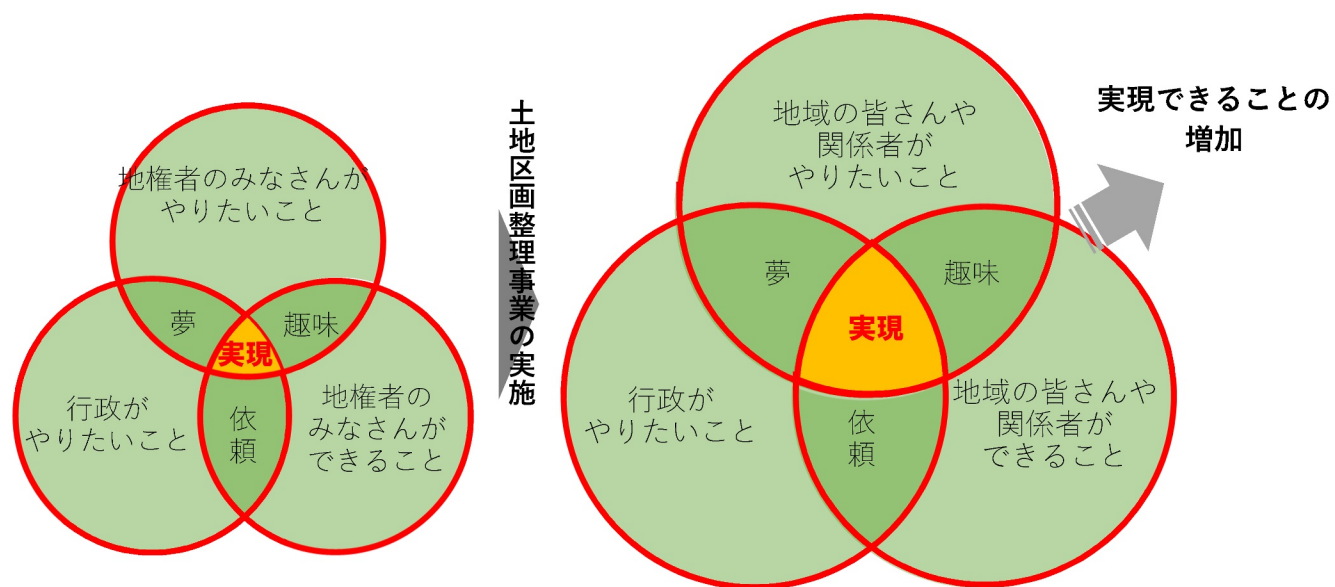 地権者のみなさんが
やりたいこと
夢
趣味
実現
行政が
やりたいこと
依
頼
地権者の
みなさんが
できること
土地区画整理事業の実施
地域の皆さんや
関係者が
やりたいこと
夢
趣味
実現
行政が
やりたいこと
依
頼
地域の皆さんや
関係者が
できること
実現できることの
増加